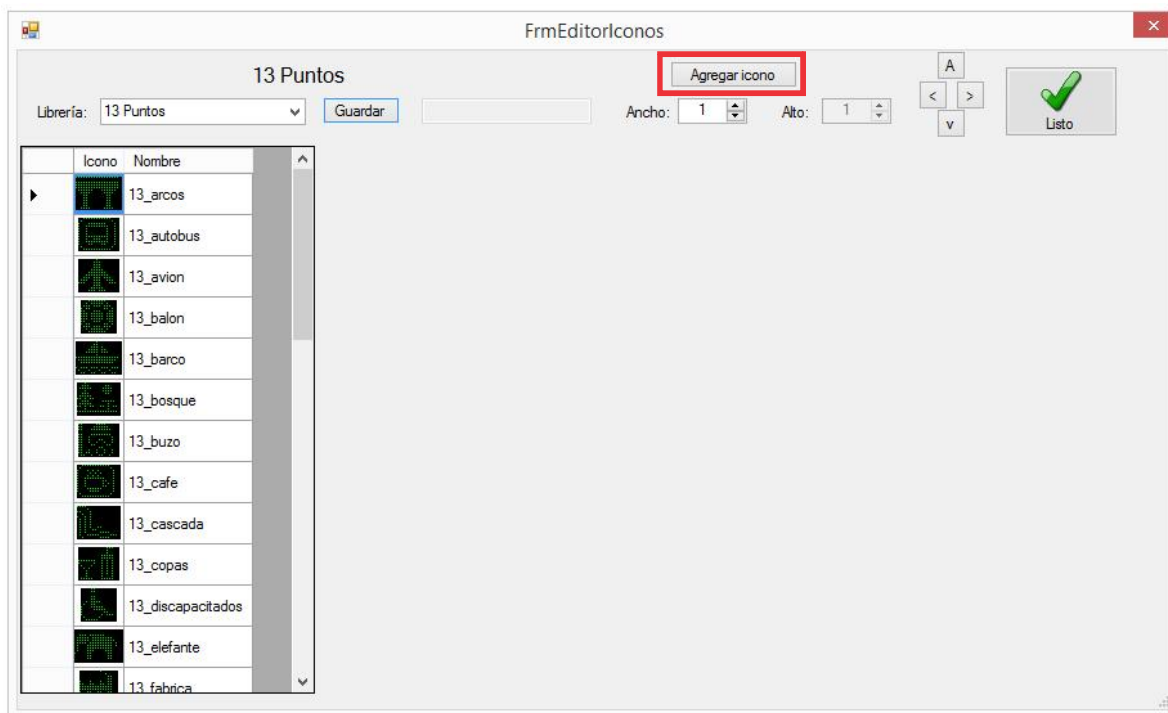 FrmEditorIconos
13 Puntos
Agregar icono
A
Librería: 13 Puntos Guardar Ancho: 1 Alto: 1 < >
v
Listo
Icono Nombre
13_arcos
13_autobus
13_avion
13_balon
13_barco
13_bosque
13_buzo
13_cafe
13_cascada
13_copas
13_discapacitados
13_elefante
13_fabrica